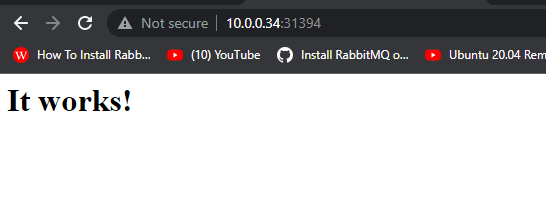 Not secure | 10.0.0.34:31394
How To Install Rabb... (10) YouTube Install RabbitMQ o... Ubuntu 20.04 Rem
It works!